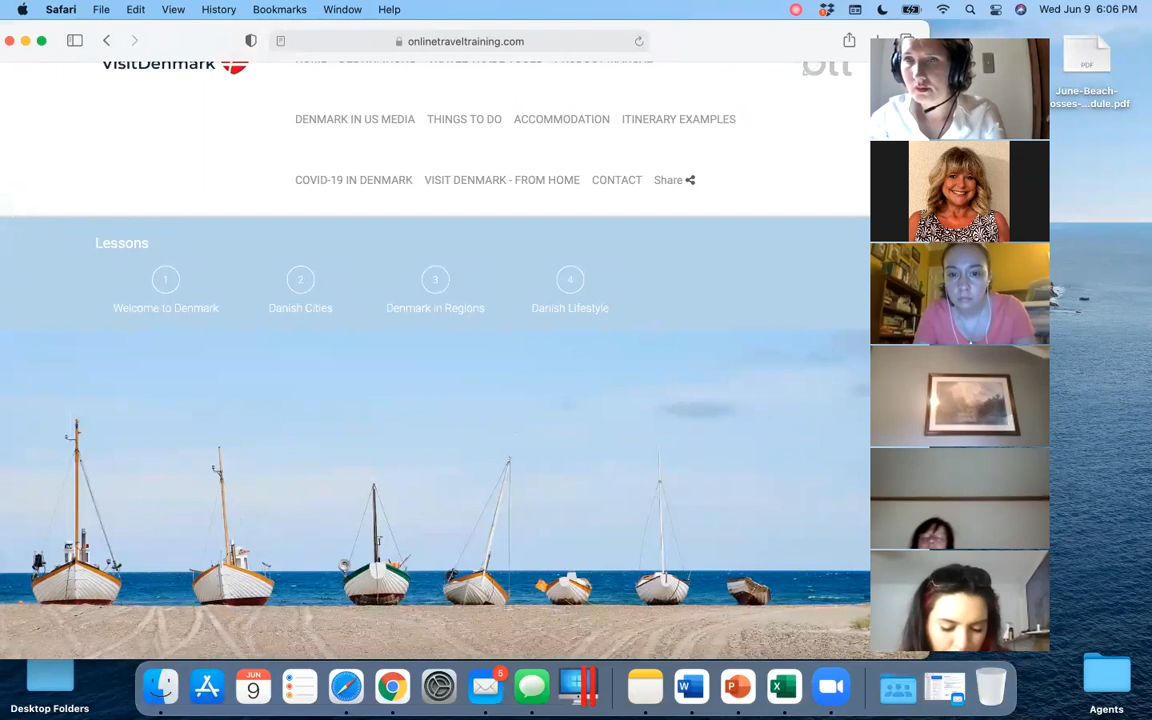 Safari File Edit View History Bookmarks Window Help Wed Jun 9 6:06 PM
onlinetraveltraining.com
VisitDenmark
DENMARK IN US MEDIA THINGS TO DO ACCOMMODATION ITINERARY EXAMPLES
COVID-19 IN DENMARK VISIT DENMARK - FROM HOME CONTACT Share
Lessons
1 2 3 4
Welcome to Denmark Danish Cities Denmark in Regions Danish Lifestyle
PDF
June-Beach-
osses-...dule.pdf
JUN
9
5
W P X
Desktop Folders
Agents